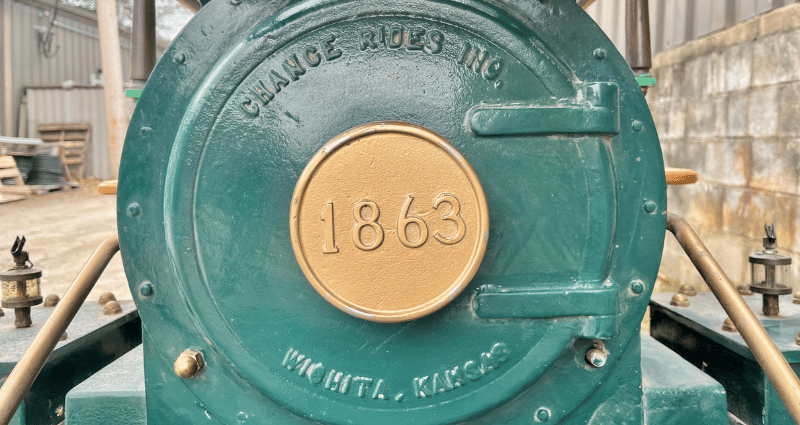 CHANCE RIDES INC.
1863
WICHITA, KANSAS